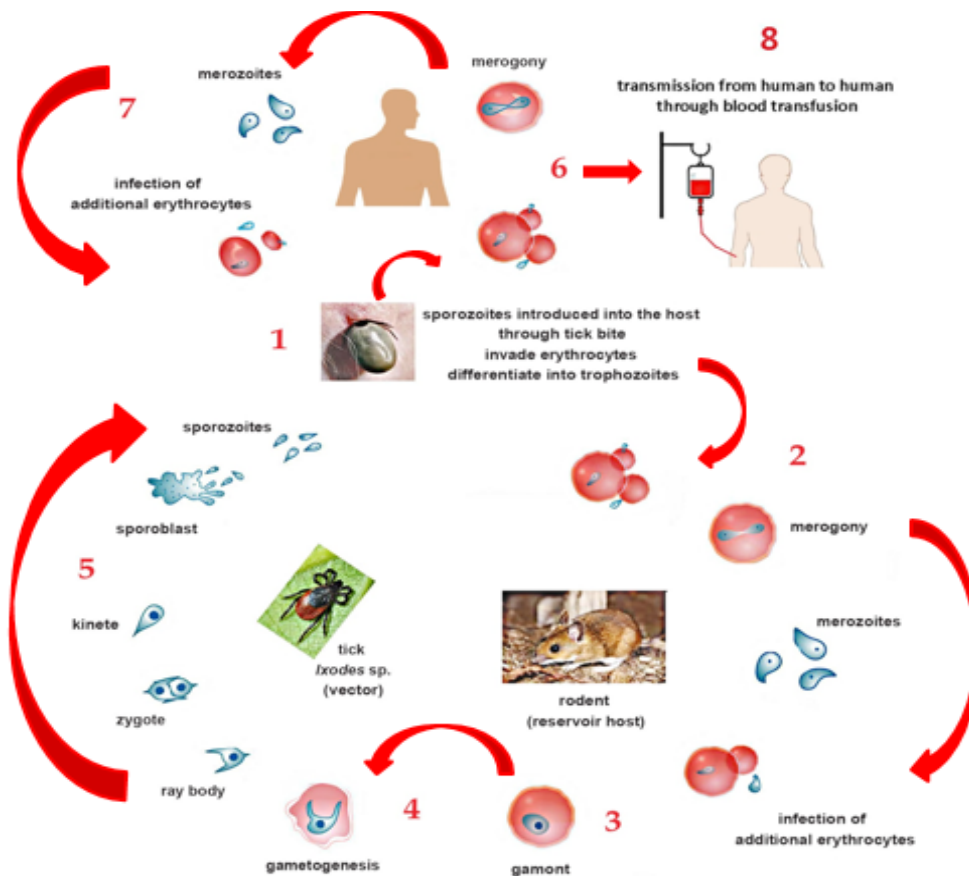 8
merogony
merozoites
transmission from human to human
through blood transfusion
7
6
infection of
additional erythrocytes
1
sporozoites introduced into the host
through tick bite
invade erythrocytes
differentiate into trophozoites
sporozoites
2
sporoblast
merogony
5
kinete
tick
Ixodes sp.
(vector)
merozoites
rodent
(reservoir host)
zygote
ray body
4
3
gametogenesis
gamont
infection of
additional erythrocytes